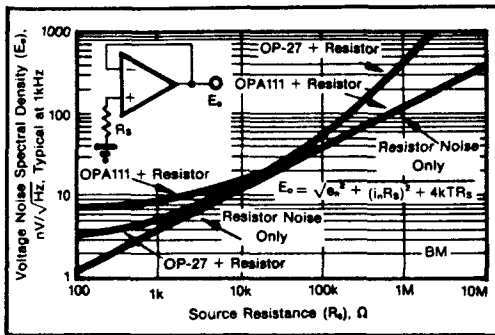 Voltage Noise Spectral Density (Eₒ),
nV/√Hz, Typical at 1kHz
1000
100
10
1
OP-27 + Resistor
OPA111 + Resistor
−
+
Eₒ
Rₛ
Resistor Noise
Only
OPA111 + Resistor
Eₒ = √eₙ² + (iₙRₛ)² + 4kTRₛ
Resistor Noise
Only
OP-27 + Resistor
BM
100
1k
10k
100k
1M
10M
Source Resistance (Rₛ), Ω